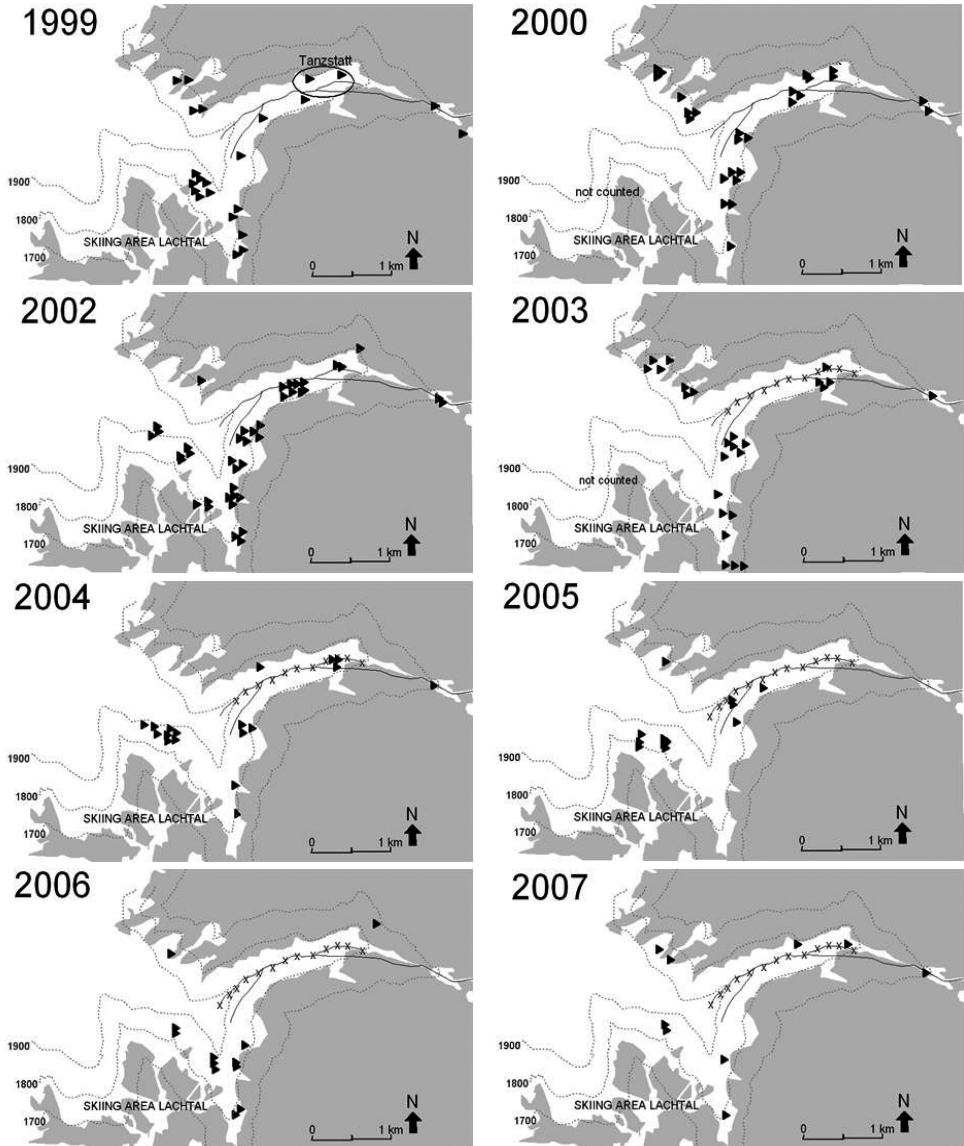 1999
Tanzstatt
1900
1800
SKIING AREA LACHTAL
1700
N
0 1 km
2000
1900
not counted
1800
SKIING AREA LACHTAL
1700
N
0 1 km
2002
1900
1800
SKIING AREA LACHTAL
1700
N
0 1 km
2003
1900
not counted
1800
SKIING AREA LACHTAL
1700
N
0 1 km
2004
1900
1800
SKIING AREA LACHTAL
1700
N
0 1 km
2005
1900
1800
SKIING AREA LACHTAL
1700
N
0 1 km
2006
1900
1800
SKIING AREA LACHTAL
1700
N
0 1 km
2007
1900
1800
SKIING AREA LACHTAL
1700
N
0 1 km